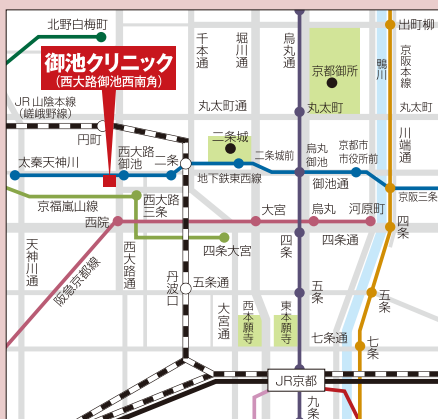 北野白梅町
御池クリニック
(西大路御池西南角)
千本通
堀川通
烏丸通
京都御所
鴨川
京阪本線
出町柳
JR山陰本線
(嵯峨野線)
円町
丸太町通
丸太町
丸太町
川端通
二条城
太秦天神川
西大路
御池
二条
二条城前
烏丸
御池
京都市
市役所前
地下鉄東西線
御池通
京阪三条
京福嵐山線
西大路
三条
西院
大宮
烏丸
河原町
四条
四条通
四条
四条大宮
天神川通
西大路通
阪急京都線
丹波口
五条通
五条
五条
大宮通
西本願寺
東本願寺
七条通
七条
JR京都
九条